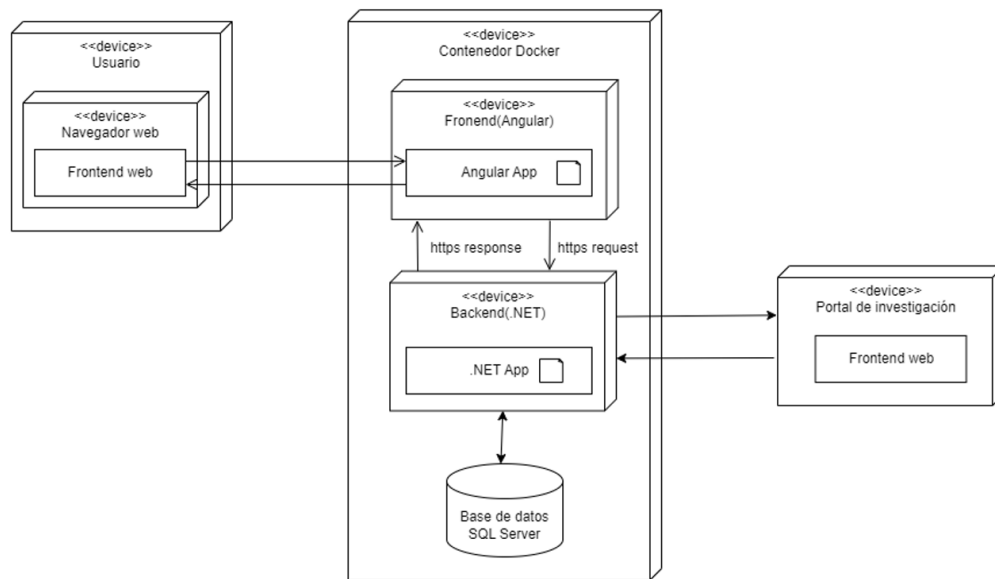 <<device>>
Usuario
<<device>>
Navegador web
Frontend web
<<device>>
Contenedor Docker
<<device>>
Fronend(Angular)
Angular App
https response
https request
<<device>>
Backend(.NET)
.NET App
Base de datos
SQL Server
<<device>>
Portal de investigación
Frontend web